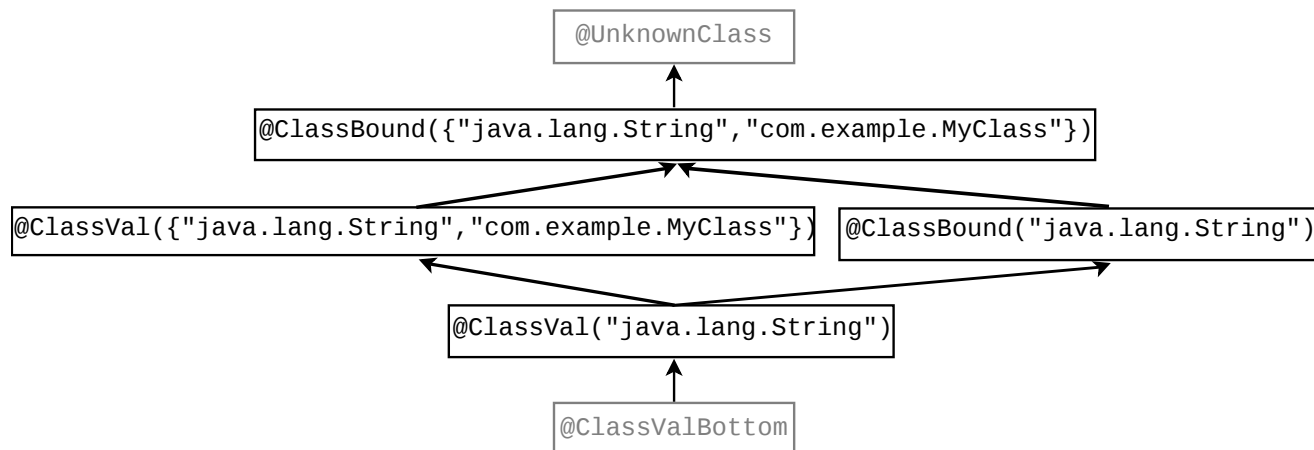 @UnknownClass
@ClassBound({"java.lang.String","com.example.MyClass"})
@ClassVal({"java.lang.String","com.example.MyClass"})
@ClassBound("java.lang.String")
@ClassVal("java.lang.String")
@ClassValBottom